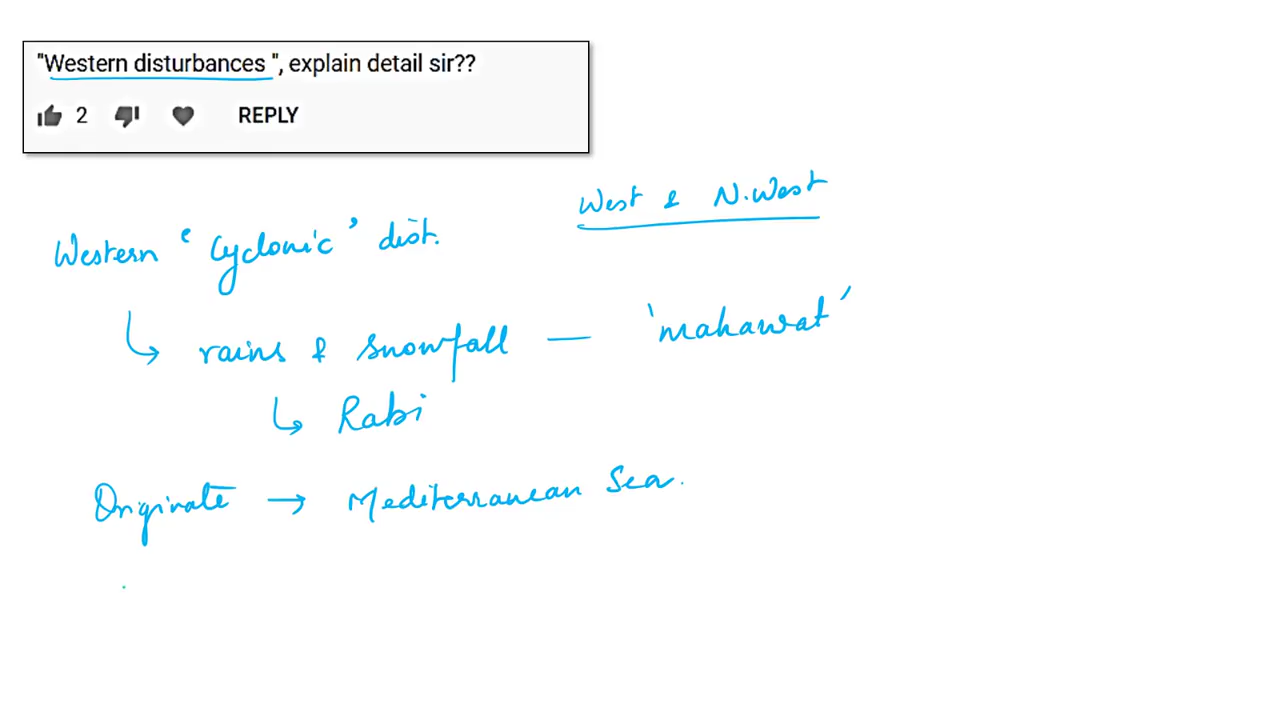 "Western disturbances ", explain detail sir??
2 REPLY
West & N.West
Western ‘Cyclonic’ dist.
rains & snowfall — 'mahawat'
Rabi
Originate → Mediterranean Sea.